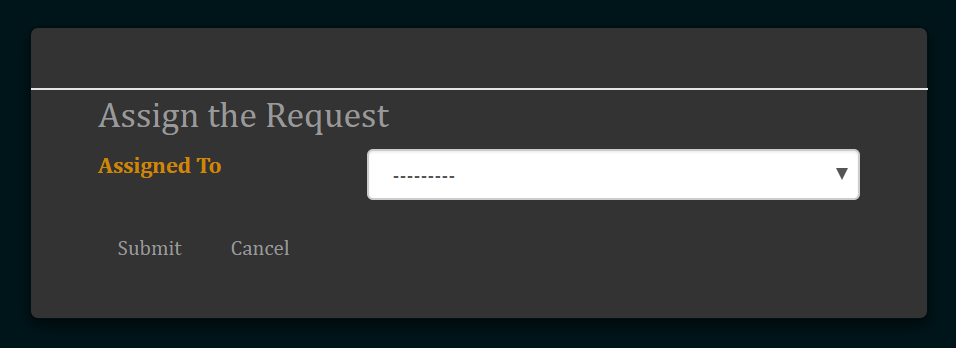 Assign the Request
Assigned To
---------
Submit
Cancel